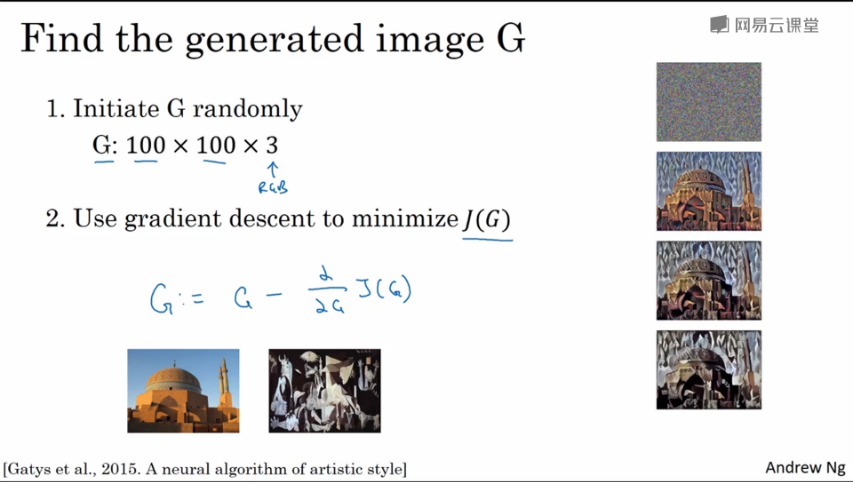 Find the generated image G
网易云课堂
1. Initiate G randomly
G: 100 × 100 × 3
RGB
2. Use gradient descent to minimize J(G)
G := G - ∂/∂G J(G)
[Gatys et al., 2015. A neural algorithm of artistic style]
Andrew Ng